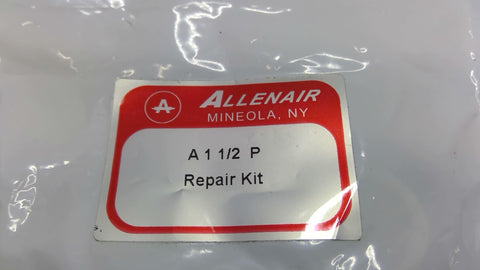 A ALLENAIR
MINEOLA, NY
A 1 1/2 P
Repair Kit